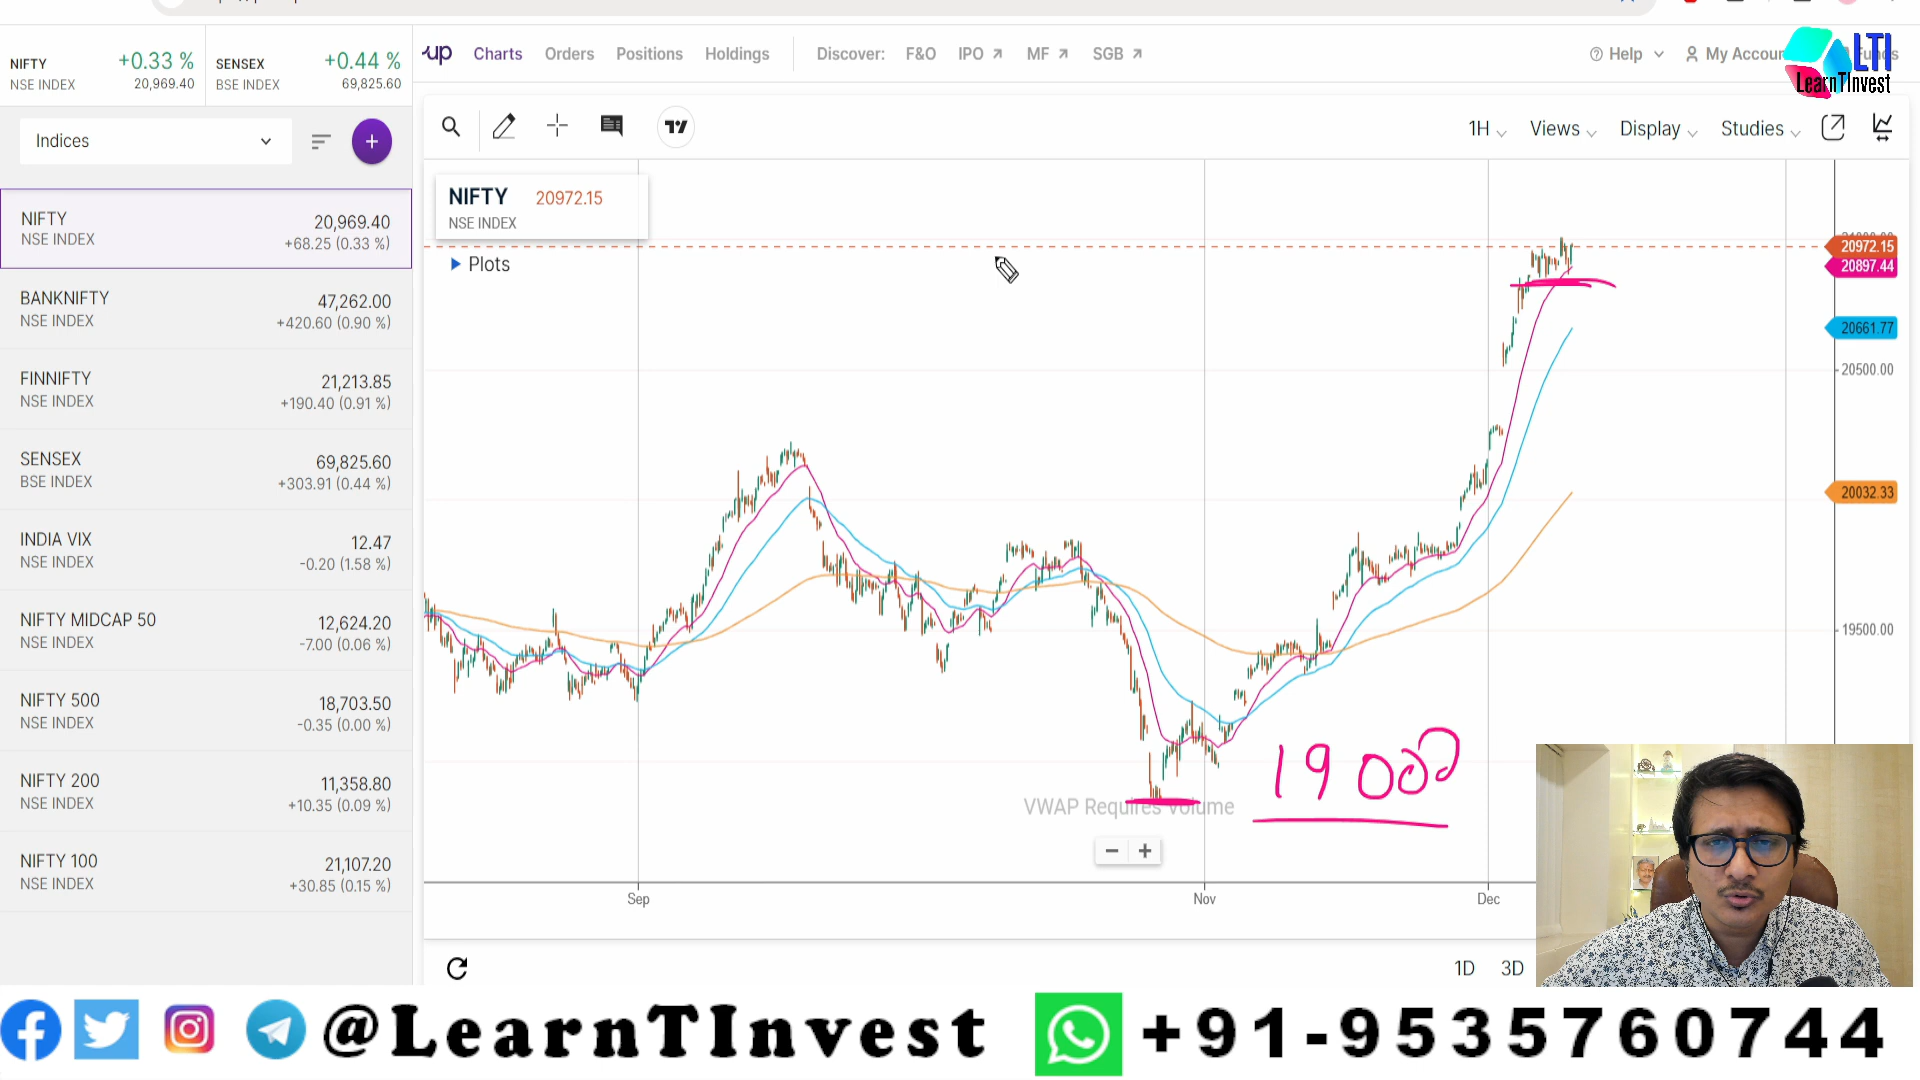 NIFTY +0.33 % SENSEX +0.44 %
NSE INDEX 20,969.40 BSE INDEX 69,825.60
up Charts Orders Positions Holdings Discover: F&O IPO MF SGB Help My Accou
LTI
LearnTInvest
Indices
+
1H Views Display Studies
NIFTY 20,969.40
NSE INDEX +68.25 (0.33 %)
BANKNIFTY 47,262.00
NSE INDEX +420.60 (0.90 %)
FINNIFTY 21,213.85
NSE INDEX +190.40 (0.91 %)
SENSEX 69,825.60
BSE INDEX +303.91 (0.44 %)
INDIA VIX 12.47
NSE INDEX -0.20 (1.58 %)
NIFTY MIDCAP 50 12,624.20
NSE INDEX -7.00 (0.06 %)
NIFTY 500 18,703.50
NSE INDEX -0.35 (0.00 %)
NIFTY 200 11,358.80
NSE INDEX +10.35 (0.09 %)
NIFTY 100 21,107.20
NSE INDEX +30.85 (0.15 %)
NIFTY 20972.15
NSE INDEX
Plots
20972.15
20897.44
20661.77
20500.00
20032.33
19500.00
19000
VWAP Requires Volume
− +
Sep Nov Dec
1D 3D
@LearnTInvest +91-9535760744